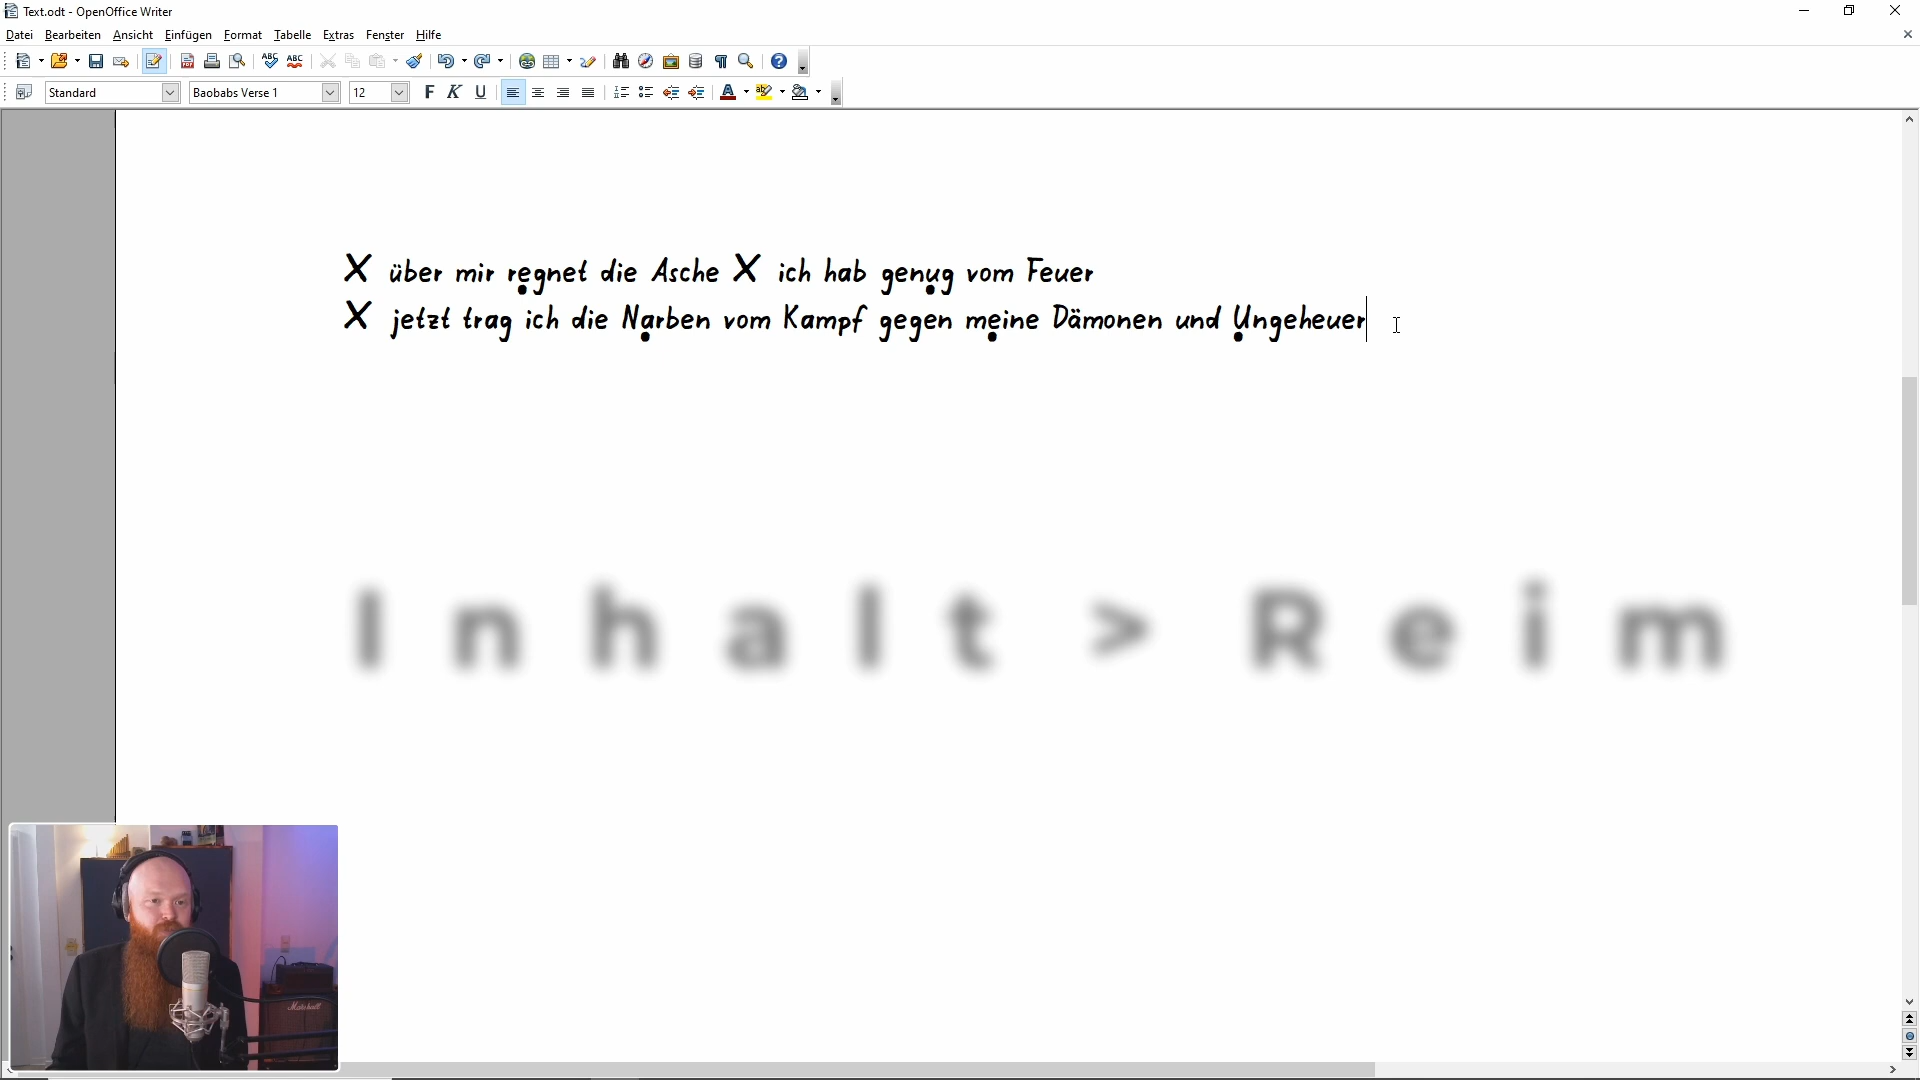 Text.odt - OpenOffice Writer
Datei Bearbeiten Ansicht Einfügen Format Tabelle Extras Fenster Hilfe
Standard Baobabs Verse 1 12 F K U
X über mir regnet die Asche X ich hab genug vom Feuer
X jetzt trag ich die Narben vom Kampf gegen meine Dämonen und Ungeheuer
Inhalt > Reim
Marshall